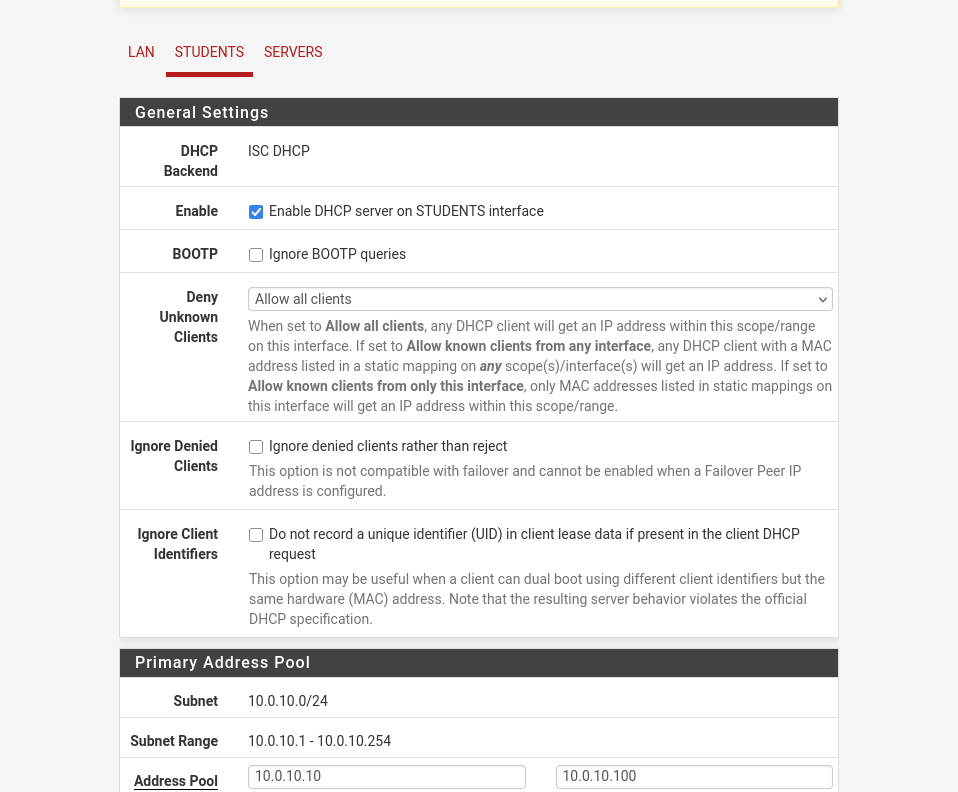 LAN STUDENTS SERVERS
General Settings
DHCP Backend
ISC DHCP
Enable
Enable DHCP server on STUDENTS interface
BOOTP
Ignore BOOTP queries
Deny Unknown Clients
Allow all clients
When set to Allow all clients, any DHCP client will get an IP address within this scope/range
on this interface. If set to Allow known clients from any interface, any DHCP client with a MAC
address listed in a static mapping on any scope(s)/interface(s) will get an IP address. If set to
Allow known clients from only this interface, only MAC addresses listed in static mappings on
this interface will get an IP address within this scope/range.
Ignore Denied Clients
Ignore denied clients rather than reject
This option is not compatible with failover and cannot be enabled when a Failover Peer IP
address is configured.
Ignore Client Identifiers
Do not record a unique identifier (UID) in client lease data if present in the client DHCP
request
This option may be useful when a client can dual boot using different client identifiers but the
same hardware (MAC) address. Note that the resulting server behavior violates the official
DHCP specification.
Primary Address Pool
Subnet
10.0.10.0/24
Subnet Range
10.0.10.1 - 10.0.10.254
Address Pool
10.0.10.10
10.0.10.100